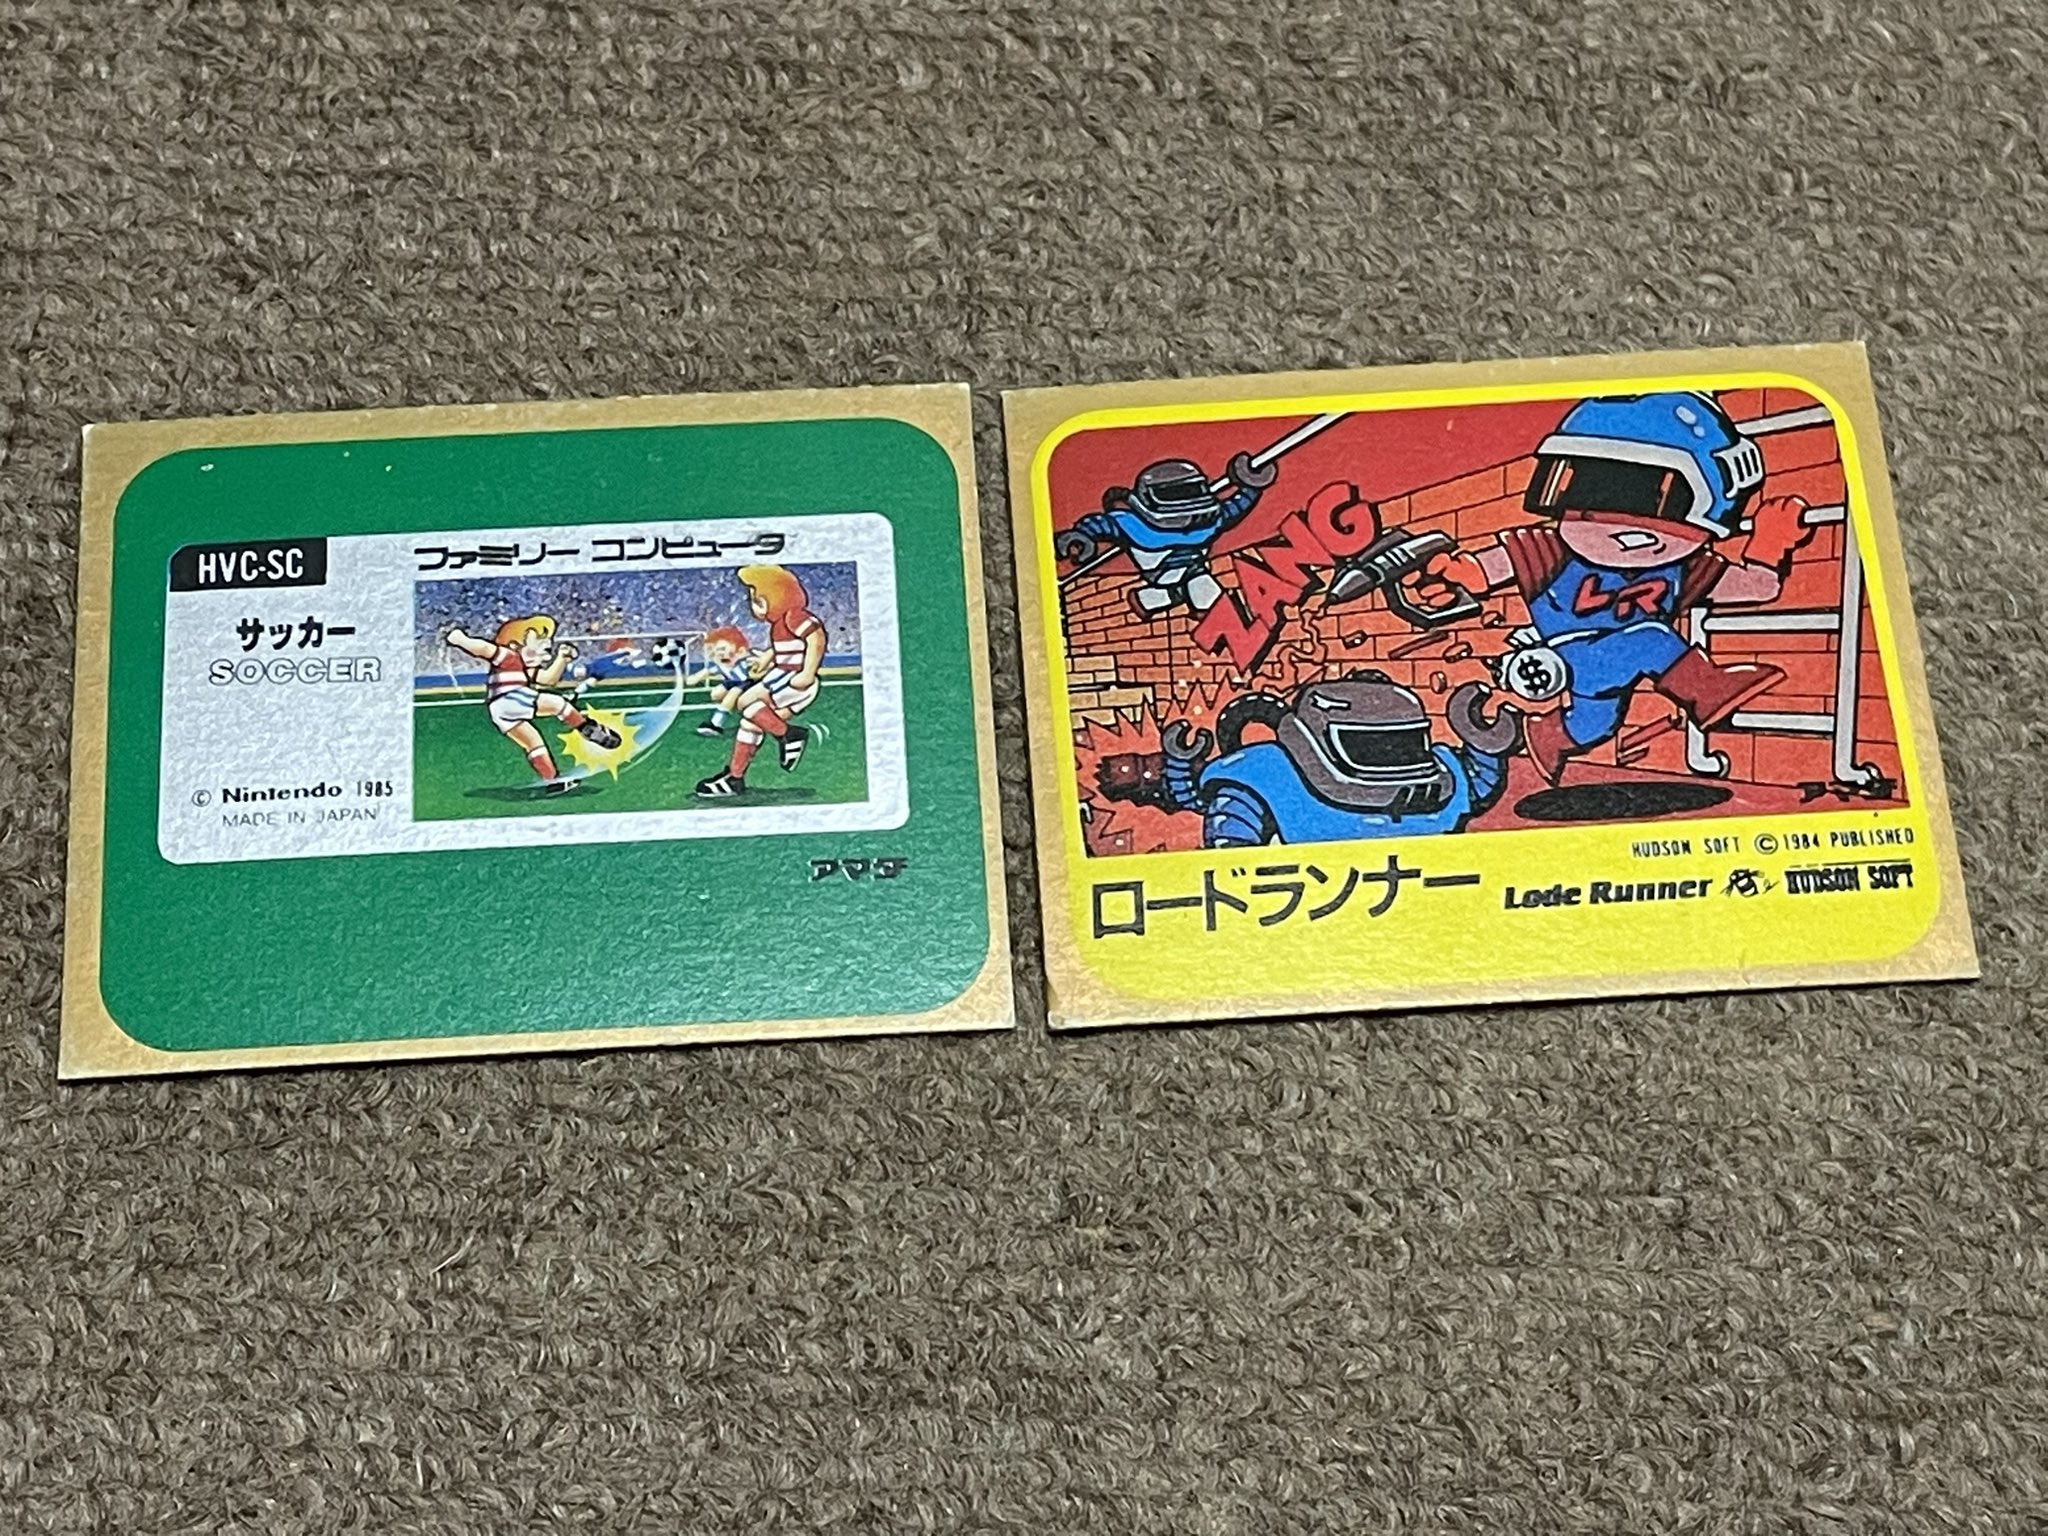 HVC-SC
ファミリー コンピュータ
サッカー
SOCCER
© Nintendo 1985
MADE IN JAPAN
アマダ
ZANG
LR
$
HUDSON SOFT © 1984 PUBLISHED
ロードランナー
Lode Runner HUDSON SOFT